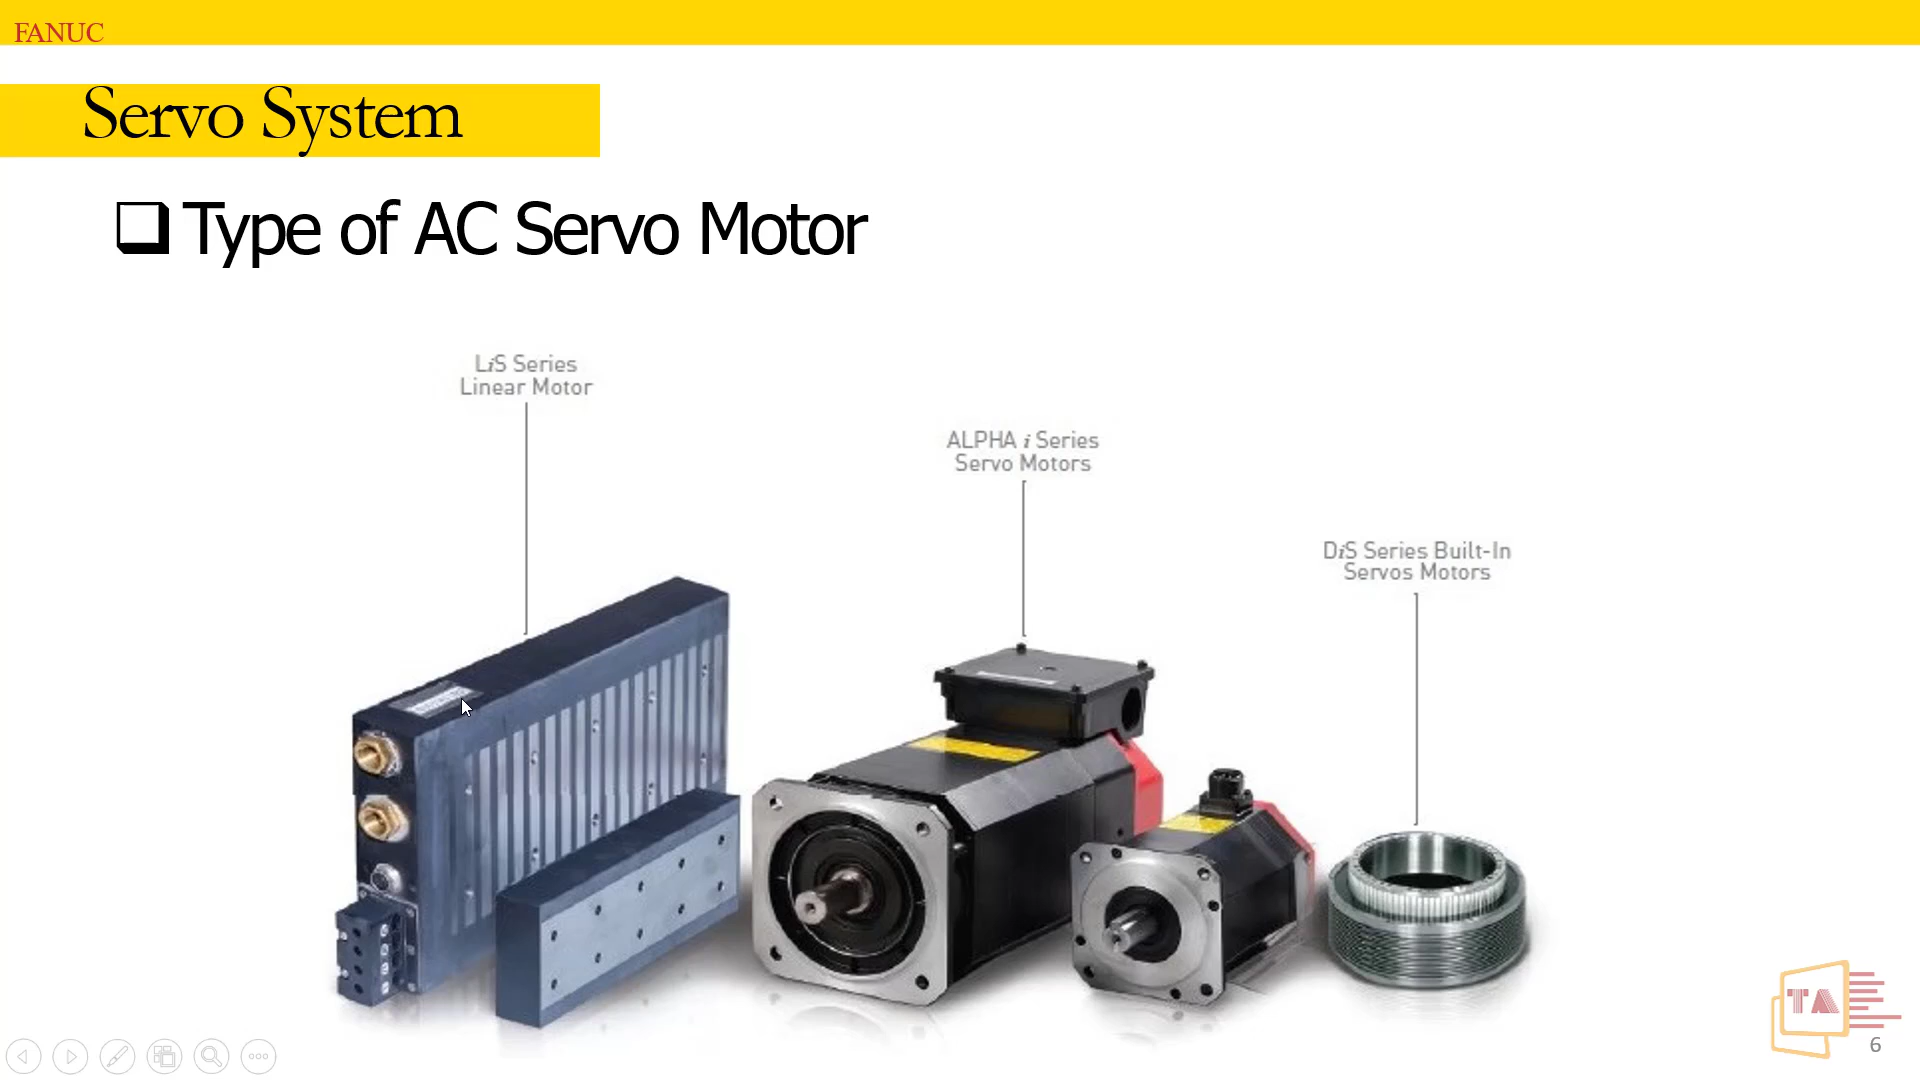 FANUC
Servo System
Type of AC Servo Motor
LiS Series
Linear Motor
ALPHA i Series
Servo Motors
DiS Series Built-In
Servos Motors
TA
6